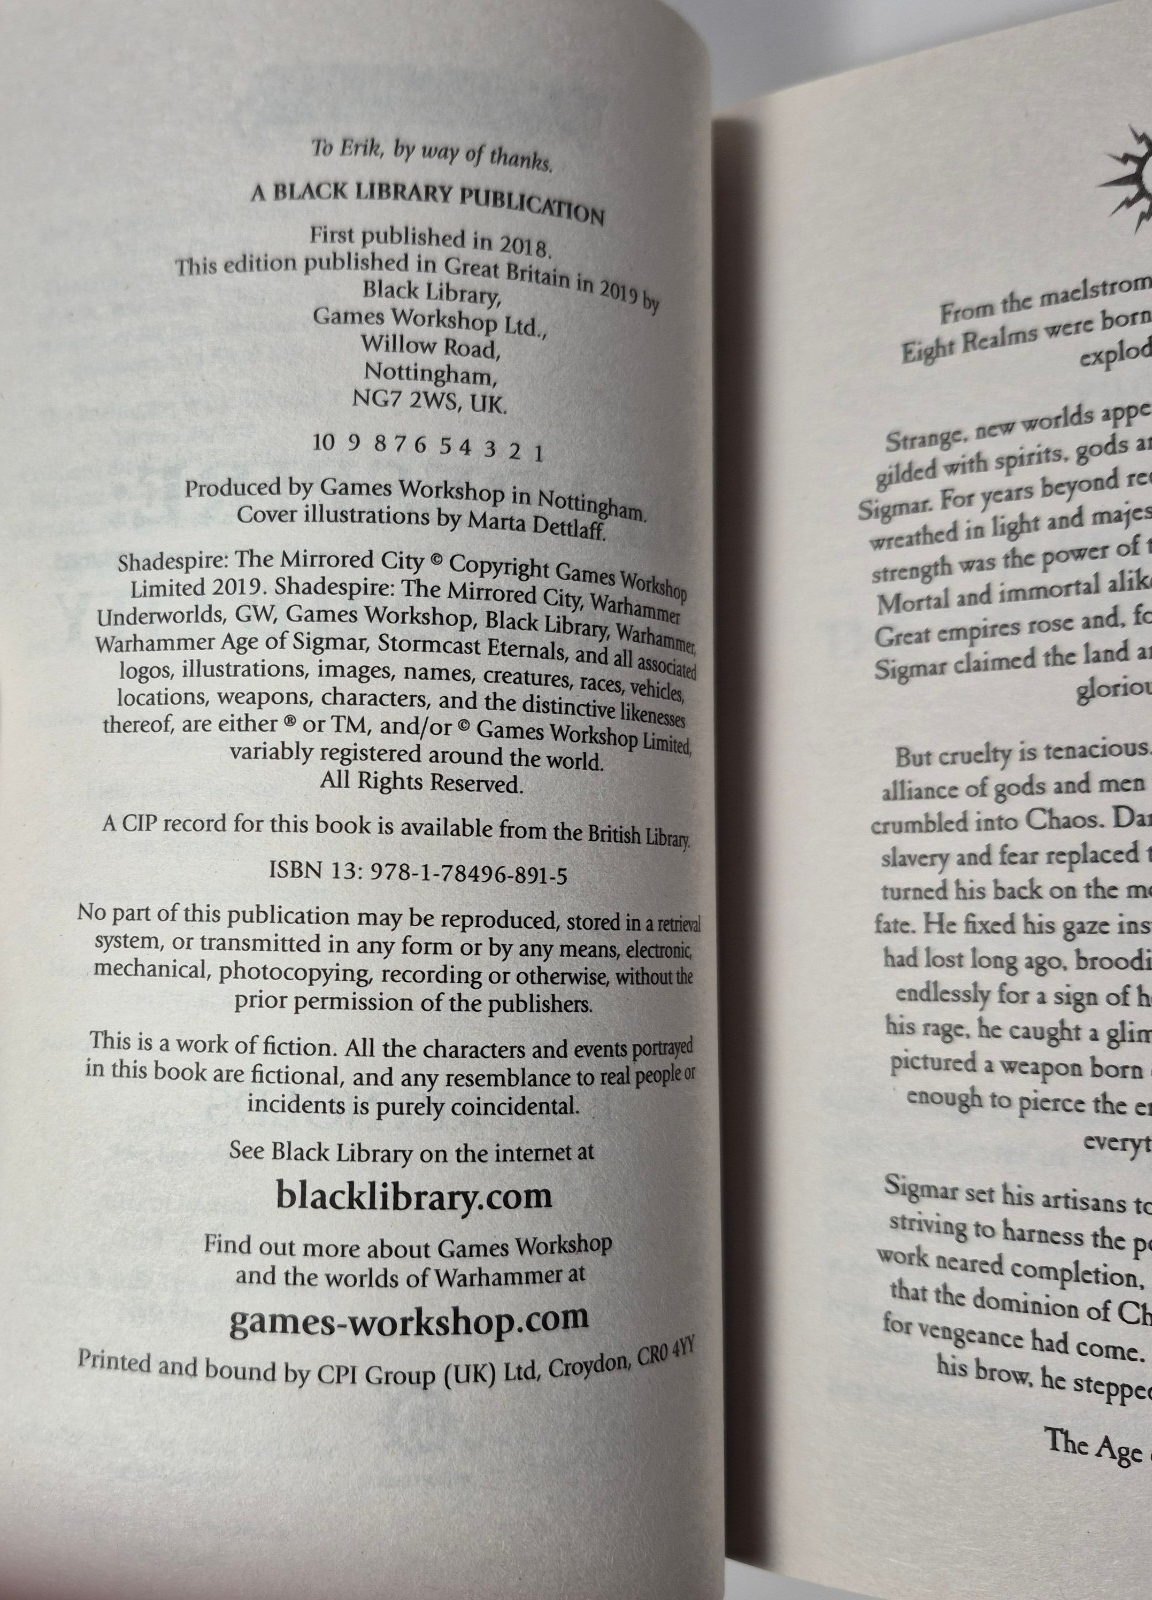 To Erik, by way of thanks.
A BLACK LIBRARY PUBLICATION
First published in 2018.
This edition published in Great Britain in 2019 by
Black Library,
Games Workshop Ltd.,
Willow Road,
Nottingham,
NG7 2WS, UK.
10 9 8 7 6 5 4 3 2 1
Produced by Games Workshop in Nottingham.
Cover illustrations by Marta Dettlaff.
Shadespire: The Mirrored City © Copyright Games Workshop
Limited 2019. Shadespire: The Mirrored City, Warhammer
Underworlds, GW, Games Workshop, Black Library, Warhammer,
Warhammer Age of Sigmar, Stormcast Eternals, and all associated
logos, illustrations, images, names, creatures, races, vehicles,
locations, weapons, characters, and the distinctive likenesses
thereof, are either ® or TM, and/or © Games Workshop Limited,
variably registered around the world.
All Rights Reserved.
A CIP record for this book is available from the British Library.
ISBN 13: 978-1-78496-891-5
No part of this publication may be reproduced, stored in a retrieval
system, or transmitted in any form or by any means, electronic,
mechanical, photocopying, recording or otherwise, without the
prior permission of the publishers.
This is a work of fiction. All the characters and events portrayed
in this book are fictional, and any resemblance to real people or
incidents is purely coincidental.
See Black Library on the internet at
blacklibrary.com
Find out more about Games Workshop
and the worlds of Warhammer at
games-workshop.com
Printed and bound by CPI Group (UK) Ltd, Croydon, CR0 4YY
From the maelstrom
Eight Realms were born
explod
Strange, new worlds appe
gilded with spirits, gods a
Sigmar. For years beyond re
wreathed in light and majes
strength was the power of t
Mortal and immortal alik
Great empires rose and, fo
Sigmar claimed the land a
gloriou
But cruelty is tenacious.
alliance of gods and men
crumbled into Chaos. Dar
slavery and fear replaced t
turned his back on the m
fate. He fixed his gaze ins
had lost long ago, broodi
endlessly for a sign of h
his rage, he caught a glim
pictured a weapon born
enough to pierce the e
everyt
Sigmar set his artisans to
striving to harness the p
work neared completion,
that the dominion of Ch
for vengeance had come.
his brow, he stepped
The Age